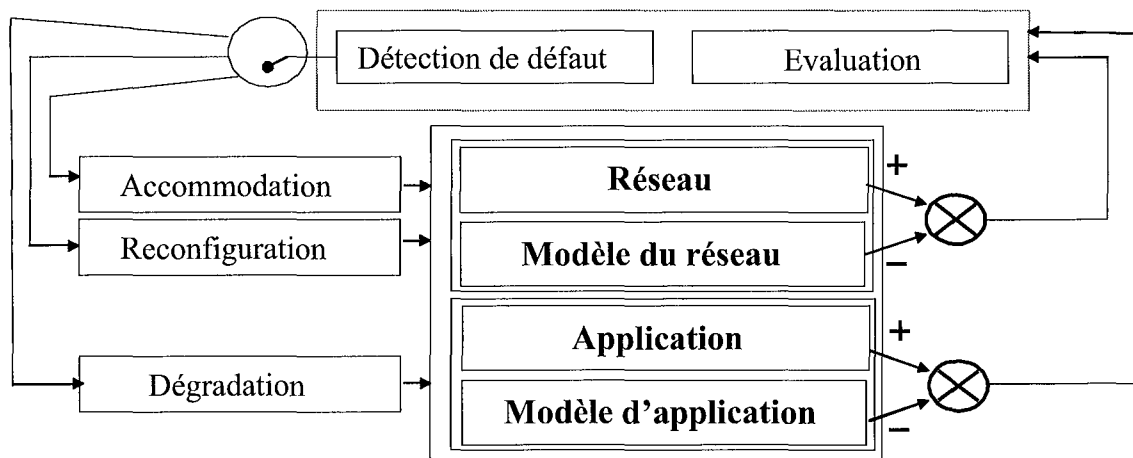 Détection de défaut
Evaluation
Accommodation
Reconfiguration
Dégradation
Réseau
Modèle du réseau
Application
Modèle d'application
+
−
+
−